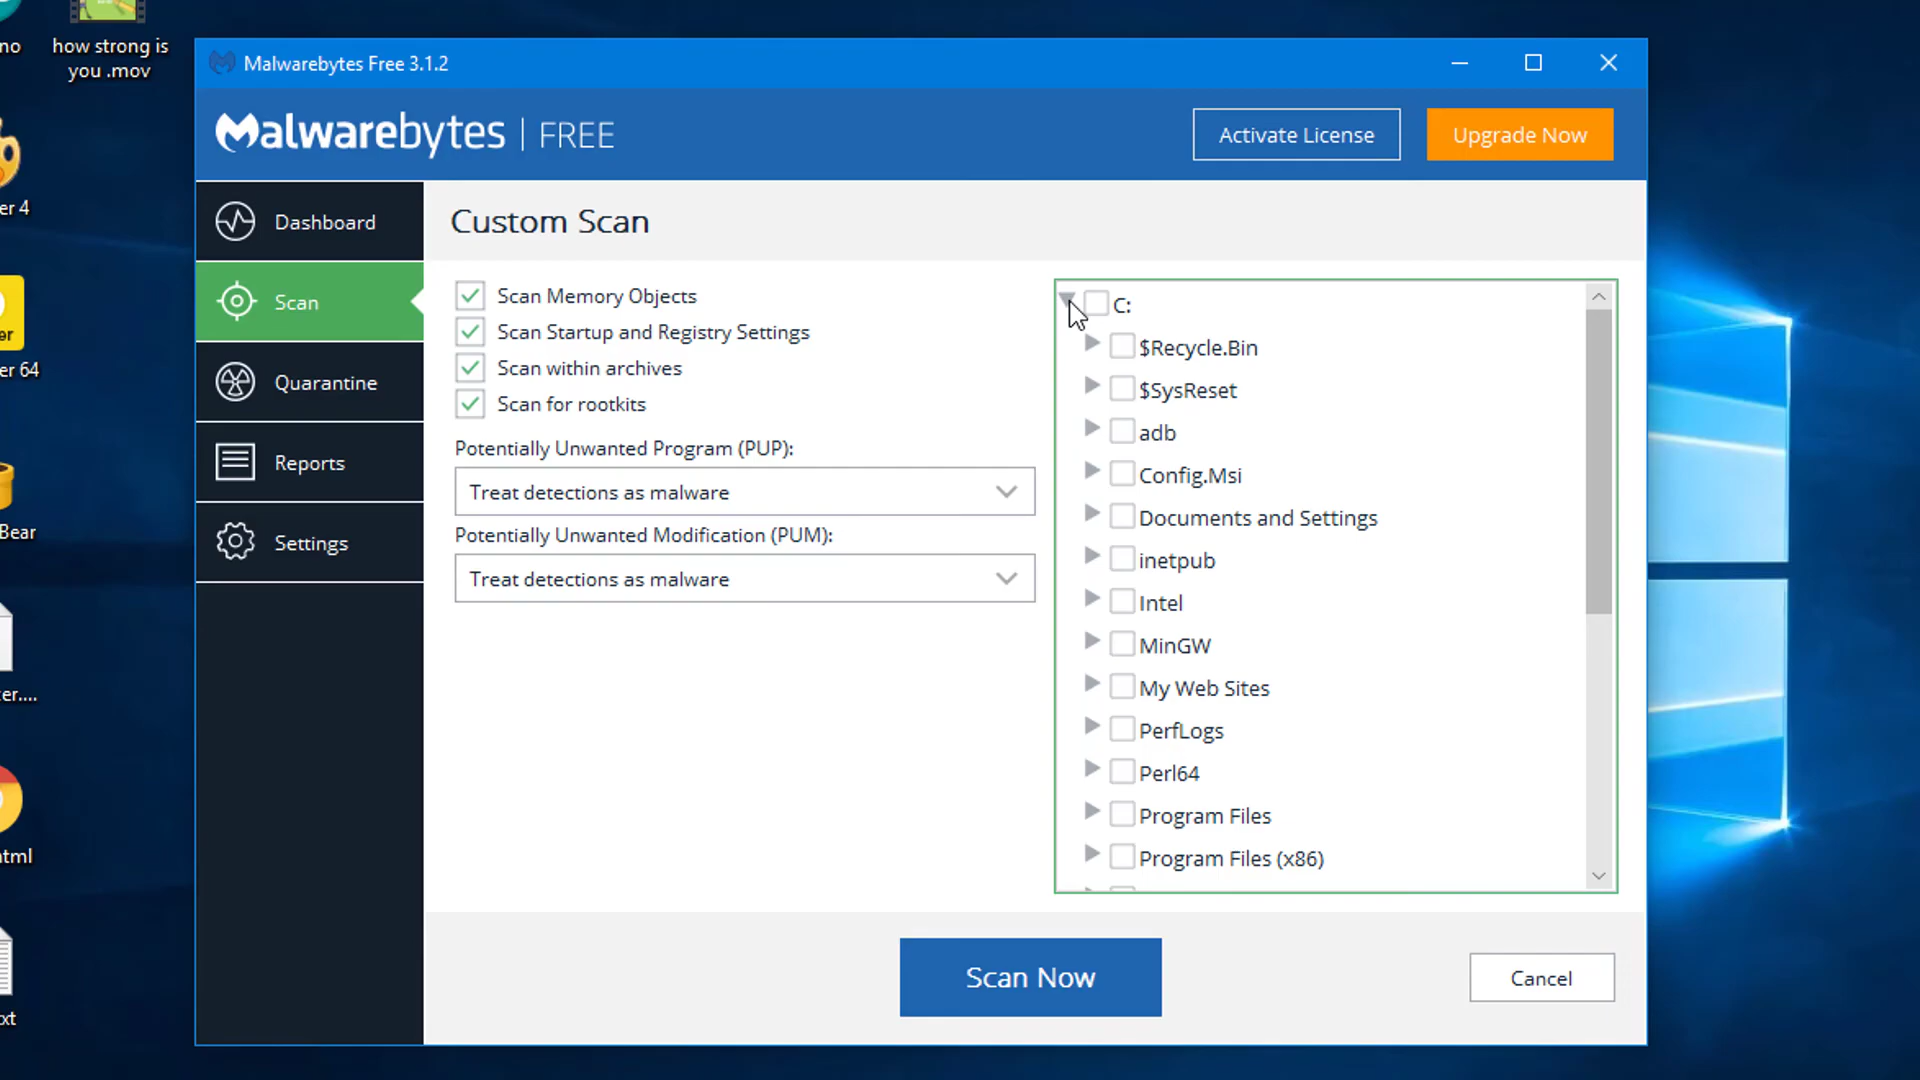 no
how strong is
you .mov
er 4
er
er 64
Bear
er....
html
xt
Malwarebytes Free 3.1.2
Malwarebytes | FREE
Activate License
Upgrade Now
Dashboard
Scan
Quarantine
Reports
Settings
Custom Scan
Scan Memory Objects
Scan Startup and Registry Settings
Scan within archives
Scan for rootkits
Potentially Unwanted Program (PUP):
Treat detections as malware
Potentially Unwanted Modification (PUM):
Treat detections as malware
C:
$Recycle.Bin
$SysReset
adb
Config.Msi
Documents and Settings
inetpub
Intel
MinGW
My Web Sites
PerfLogs
Perl64
Program Files
Program Files (x86)
Scan Now
Cancel